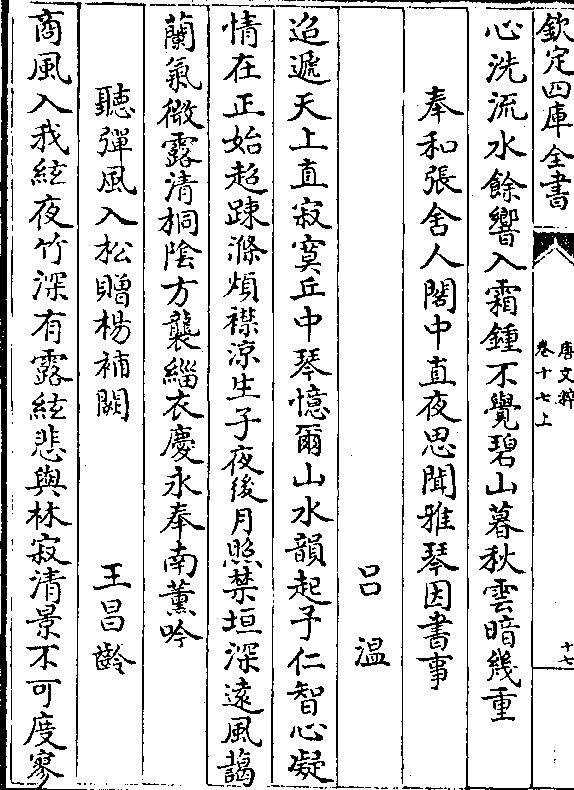 欽定四庫全書
唐文粹
卷十七上
十七
心洗流水餘響入霜鍾不覺碧山暮秋雲暗幾重
奉和張舍人閣中直夜思聞雅琴因書事
吕溫
迢遞天上直寂寞丘中琴憶爾山水韻起予仁智心凝
情在正始超踈滌煩襟涼生子夜後月照禁垣深遠風藹
蘭氣微露清桐陰方襲緇衣慶永奉南薰吟
聽彈風入松贈楊補闕
王昌齡
商風入我絃夜竹深有露絃悲與林寂清景不可度寥